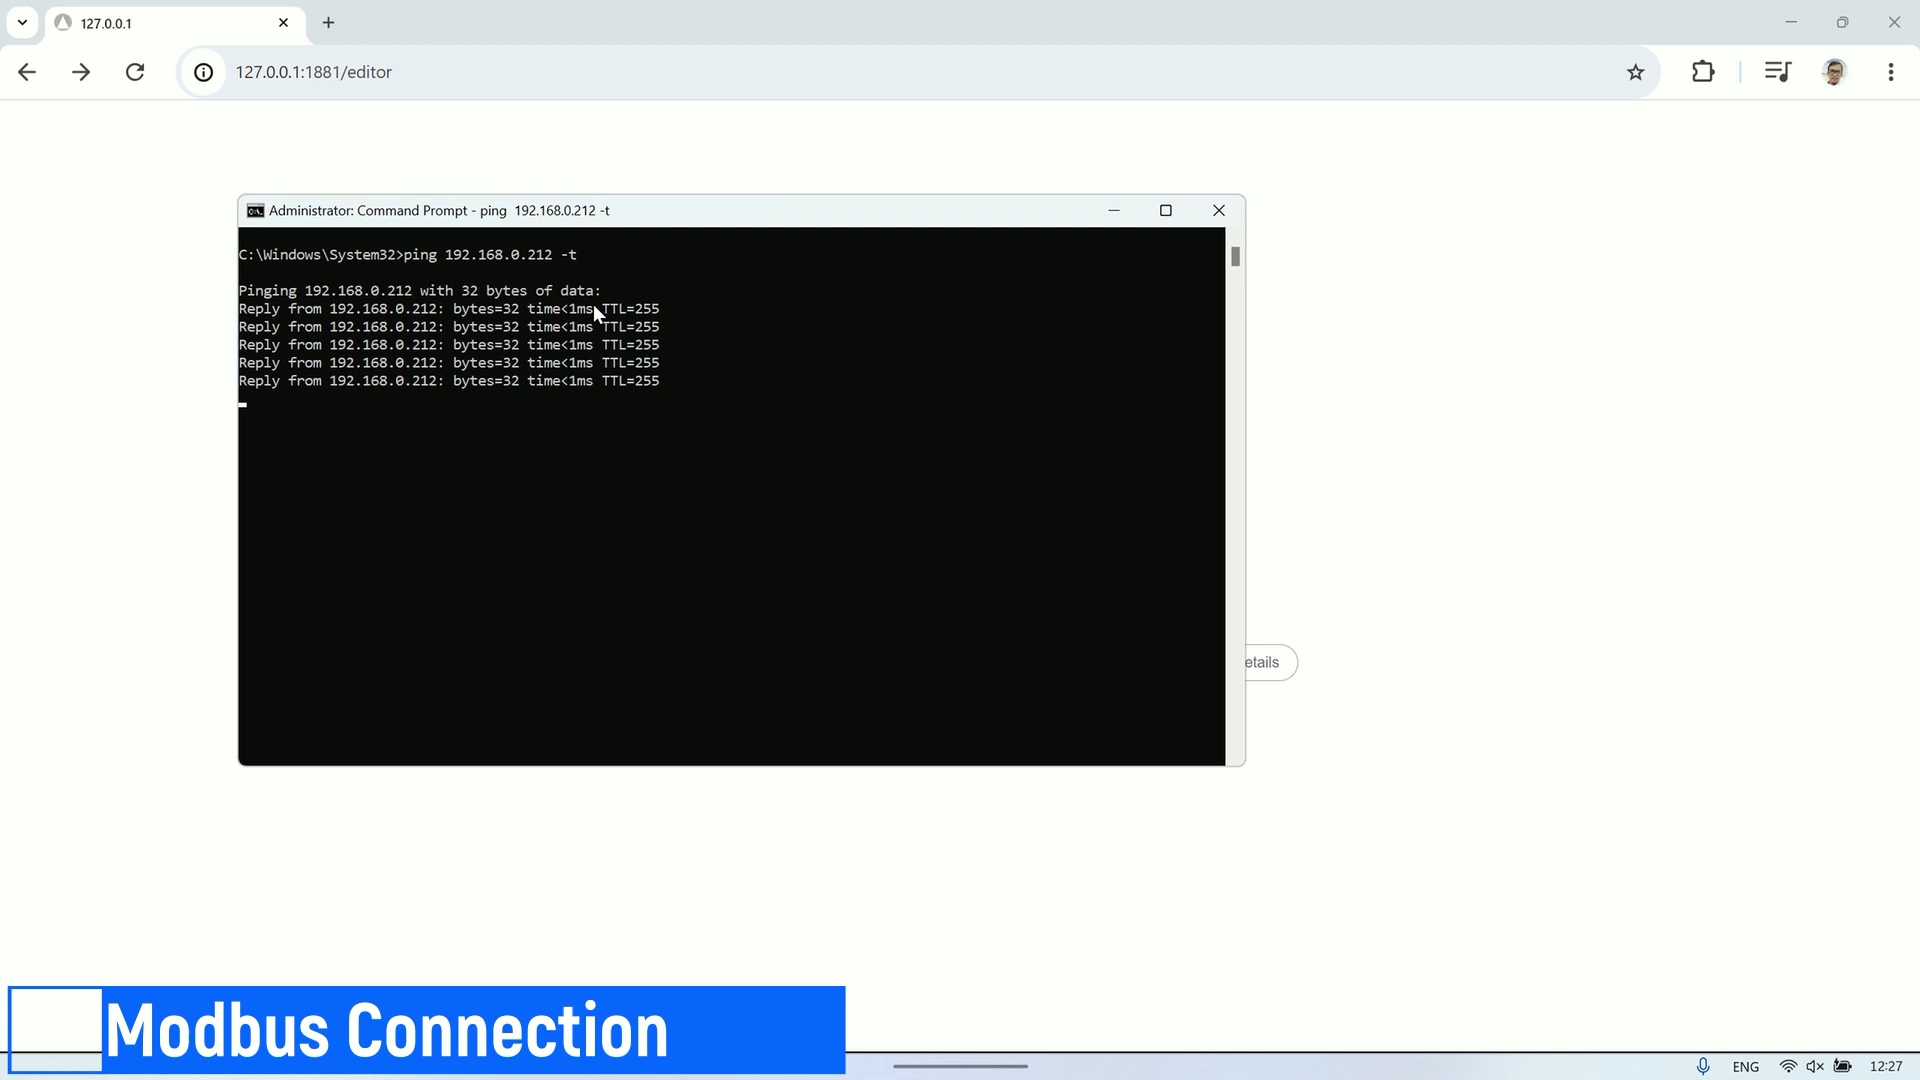 127.0.0.1
127.0.0.1:1881/editor
Administrator: Command Prompt - ping  192.168.0.212 -t
C:\Windows\System32>ping 192.168.0.212 -t
Pinging 192.168.0.212 with 32 bytes of data:
Reply from 192.168.0.212: bytes=32 time<1ms TTL=255
Reply from 192.168.0.212: bytes=32 time<1ms TTL=255
Reply from 192.168.0.212: bytes=32 time<1ms TTL=255
Reply from 192.168.0.212: bytes=32 time<1ms TTL=255
Reply from 192.168.0.212: bytes=32 time<1ms TTL=255
etails
Modbus Connection
ENG
12:27